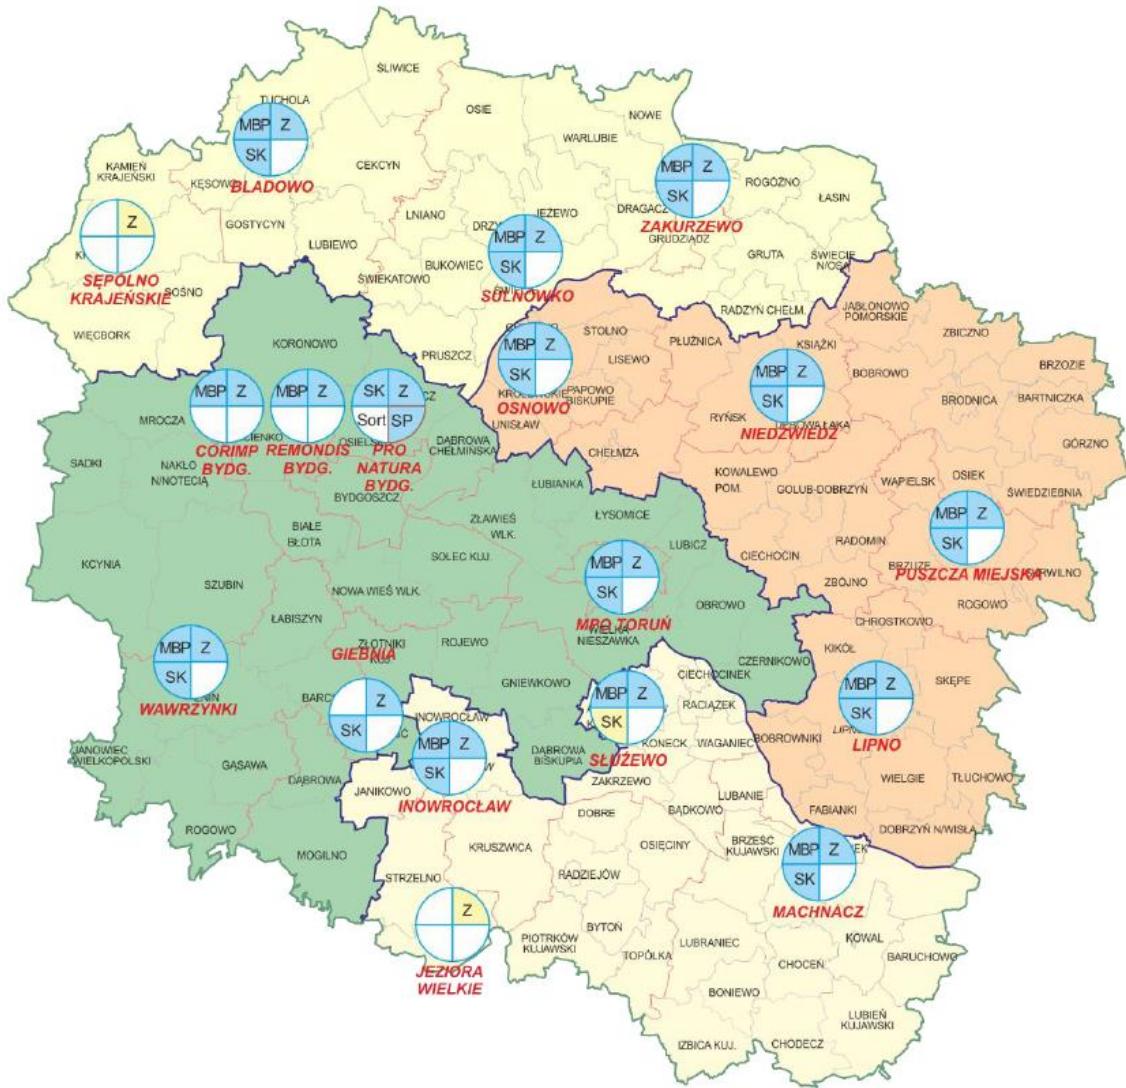 ŚLIWICE
TUCHOLA
OSIE
NOWE
MBP Z
SK
WARLUBIE
KAMIEŃ
KRAJEŃSKI
KĘSOWO
CEKCYN
BLADOWO
MBP Z
SK
ROGÓŹNO
ŁASIN
Z
GOSTYCYN
LNIANO
JEŻEWO
DRAGACZ
ZAKURZEWO
GRUDZIĄDZ
LUBIEWO
MBP Z
SK
BUKOWIEC
GRUTA
ŚWIECIE
N/OSĄ
SĘPÓLNO
KRAJEŃSKIE
SOŚNO
ŚWIEKATOWO
SULNÓWKO
RADZYŃ CHEŁM.
JABŁONOWO
POMORSKIE
WIĘCBORK
KORONOWO
PRUSZCZ
MBP Z
SK
STOLNO
PŁUŻNICA
KSIĄŻKI
ZBICZNO
LISEWO
BRZOZIE
BOBROWO
MBP Z
MBP Z
SK Z
Sort SP
OSNOWO
PAPOWO
BISKUPIE
MBP Z
SK
BRODNICA
BARTNICZKA
MROCZA
UNISŁAW
RYŃSK
NIEDŹWIEDŹ
GÓRZNO
CORIMP
BYDG.
REMONDIS
BYDG.
PRO
NATURA
BYDG.
DĄBROWA
CHEŁMIŃSKA
CHEŁMŻA
SADKI
NAKŁO
N/NOTECIĄ
KOWALEWO
POM.
WĄPIELSK
OSIEK
ŚWIEDZIEBNIA
BYDGOSZCZ
ŁUBIANKA
GOLUB-DOBRZYŃ
MBP Z
SK
BIAŁE
BŁOTA
ZŁAWIEŚ
WLK.
ŁYSOMICE
RADOMIN
KCYNIA
SOLEC KUJ.
LUBICZ
CIECHOCIN
BRZUZE
PUSZCZA MIEJSKA
SZUBIN
NOWA WIEŚ WLK.
MBP Z
SK
ZBÓJNO
ROGOWO
ŁABISZYN
MPO TORUŃ
OBROWO
CHROSTKOWO
ZŁOTNIKI
KUJ.
ROJEWO
WIELKA
NIESZAWKA
KIKÓŁ
MBP Z
SK
GIEBNIA
CZERNIKOWO
SKĘPE
WAWRZYNKI
GNIEWKOWO
MBP Z
SK
CIECHOCINEK
RACIĄŻEK
MBP Z
SK
Z
SK
INOWROCŁAW
JANOWIEC
WIELKOPOLSKI
GĄSAWA
DĄBROWA
MBP Z
SK
DĄBROWA
BISKUPIA
SŁUŻEWO
KONECK
WAGANIEC
BOBROWNIKI
LIPNO
ZAKRZEWO
WIELGIE
TŁUCHOWO
JANIKOWO
INOWROCŁAW
LUBANIE
BĄDKOWO
FABIANKI
DOBRZYŃ N/WISŁĄ
ROGOWO
DOBRE
MOGILNO
KRUSZWICA
OSIĘCINY
BRZEŚĆ
KUJAWSKI
MBP Z
SK
STRZELNO
RADZIEJÓW
MACHNACZ
Z
BYTOŃ
PIOTRKÓW
KUJAWSKI
TOPÓLKA
LUBRANIEC
KOWAL
BARUCHOWO
JEZIORA
WIELKIE
CHOCEŃ
BONIEWO
LUBIEŃ
KUJAWSKI
IZBICA KUJ.
CHODECZ